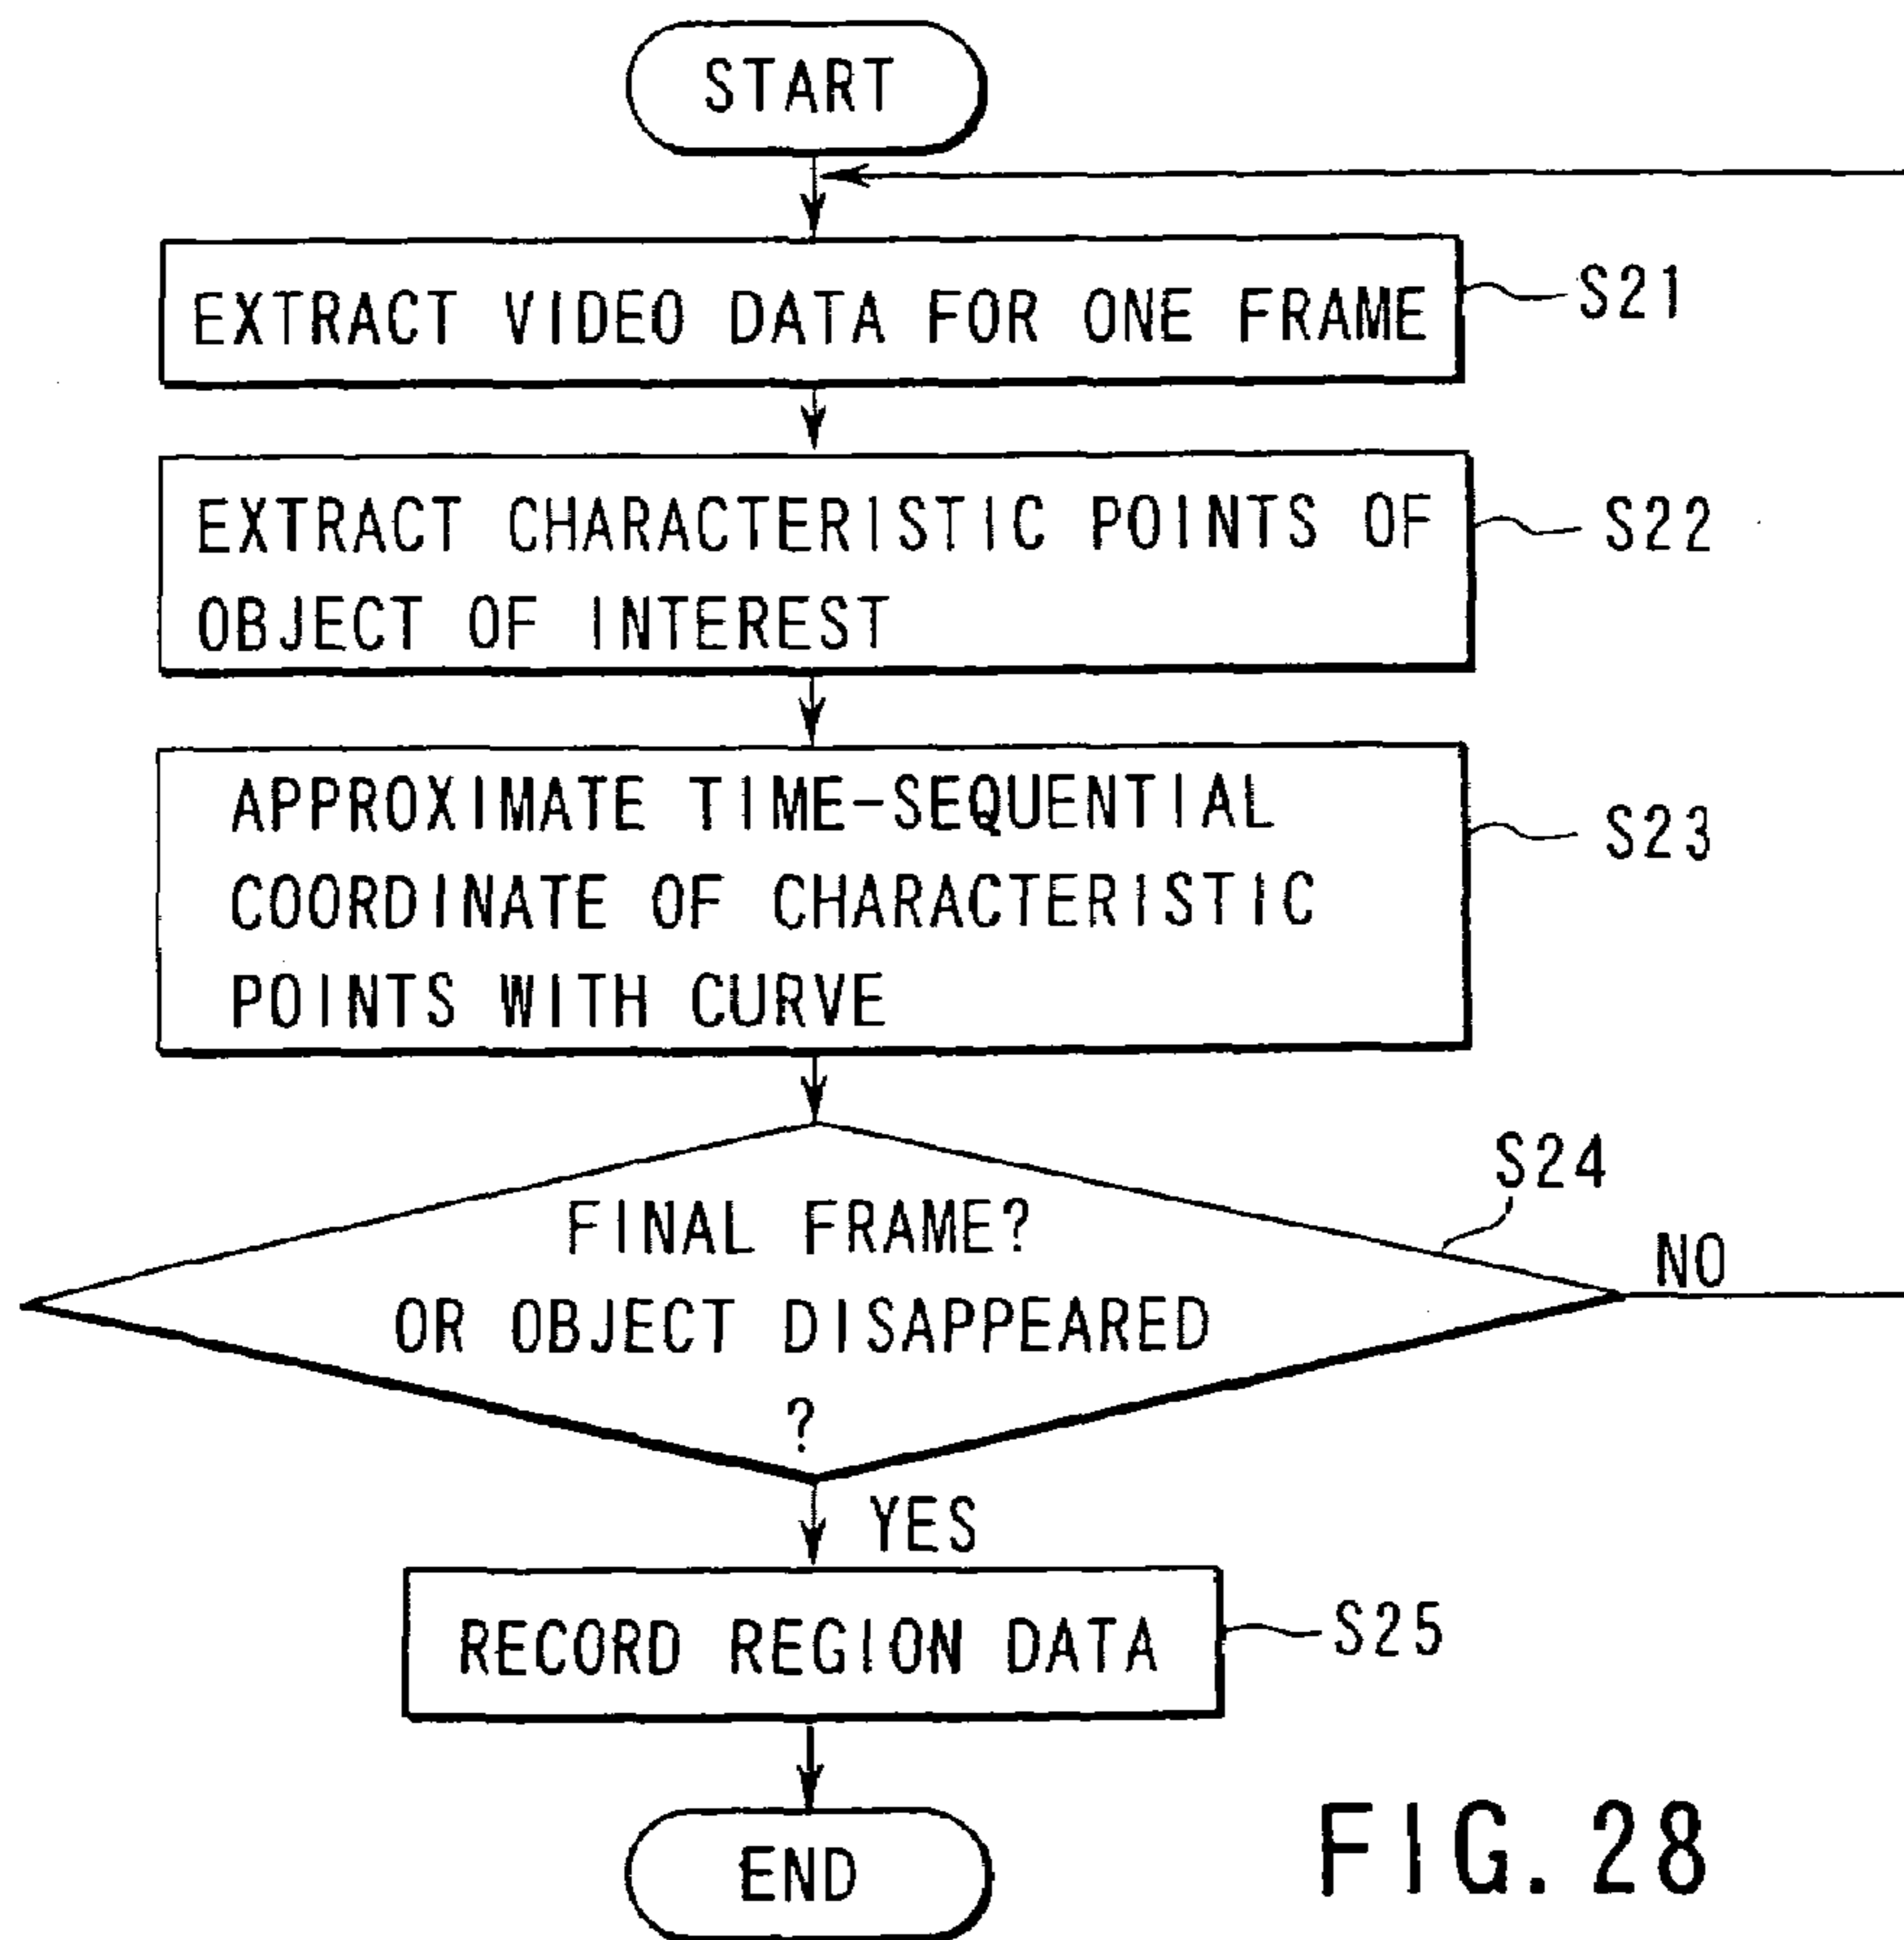 START
EXTRACT VIDEO DATA FOR ONE FRAME
S21
EXTRACT CHARACTERISTIC POINTS OF
OBJECT OF INTEREST
S22
APPROXIMATE TIME-SEQUENTIAL
COORDINATE OF CHARACTERISTIC
POINTS WITH CURVE
S23
FINAL FRAME?
OR OBJECT DISAPPEARED
?
S24
NO
YES
RECORD REGION DATA
S25
END
FIG. 28